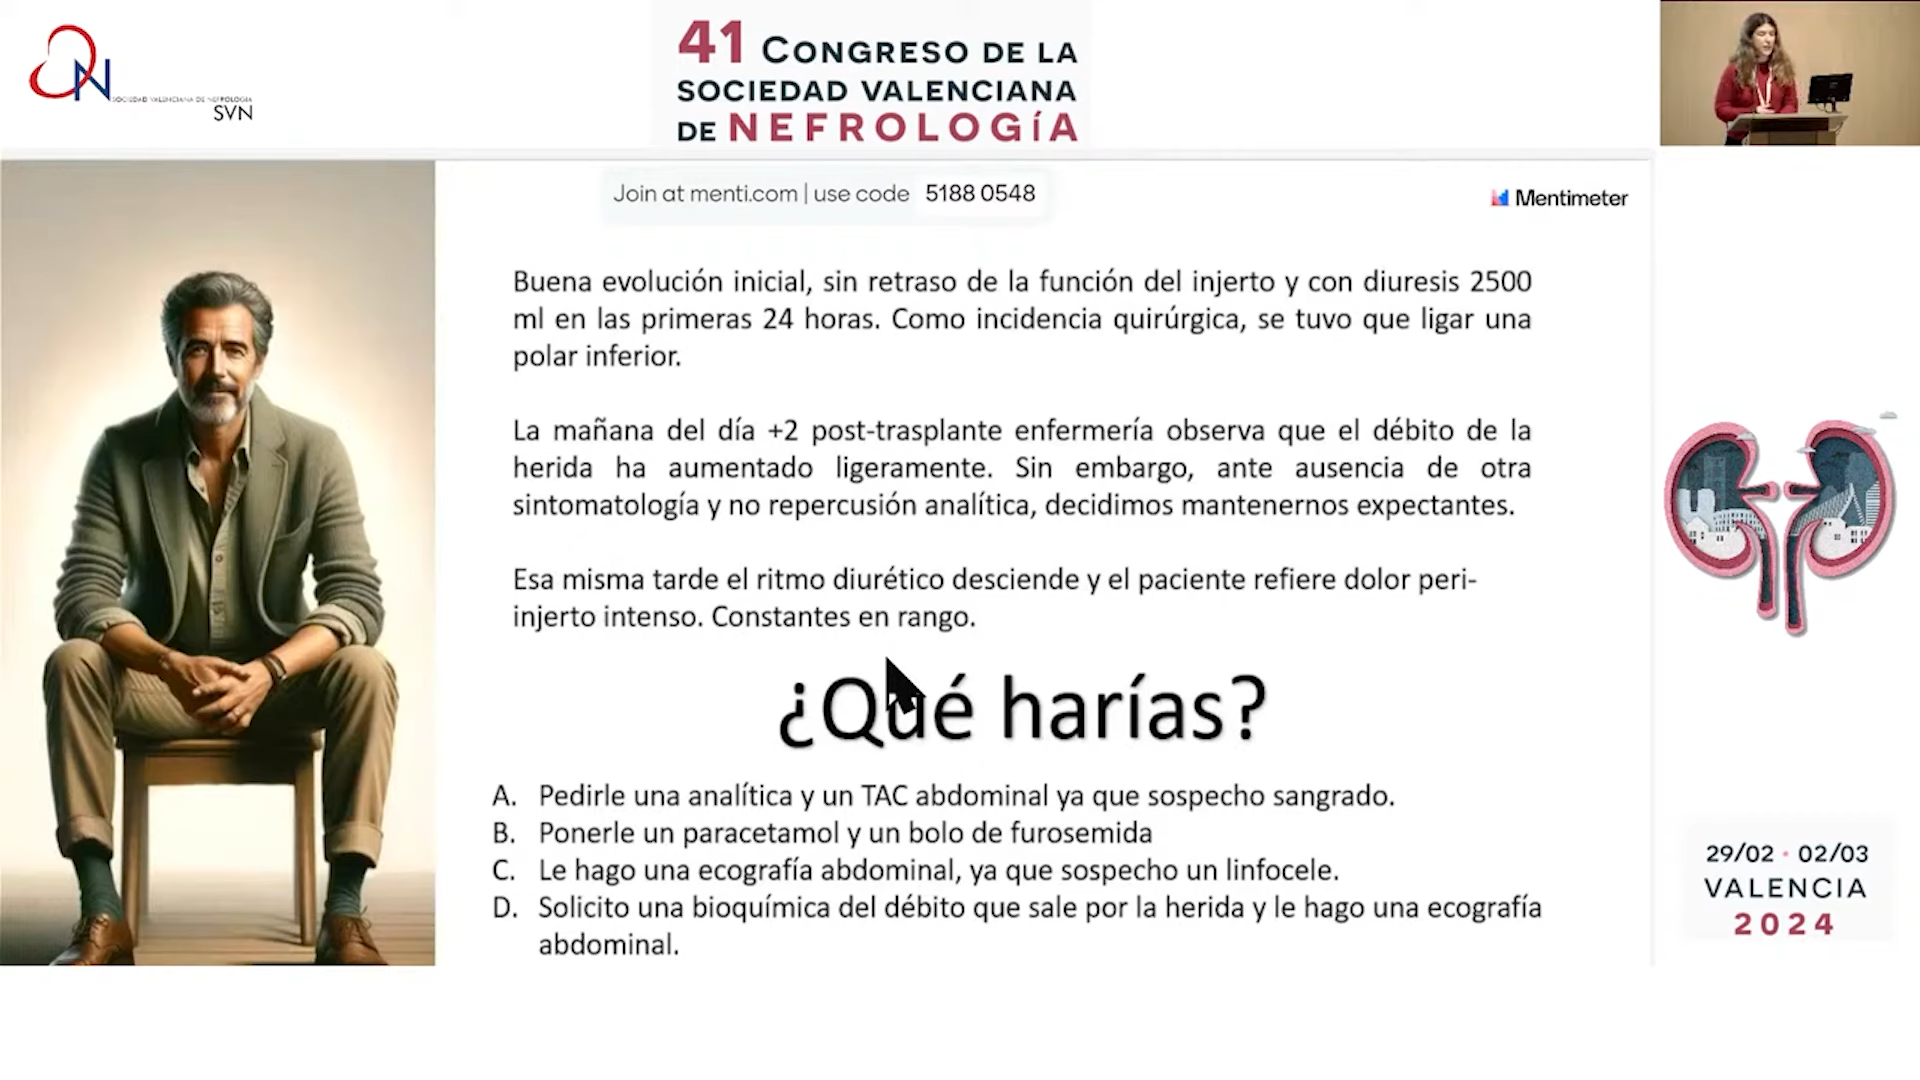 SOCIEDAD VALENCIANA DE NEFROLOGÍA
SVN
41 CONGRESO DE LA
SOCIEDAD VALENCIANA
DE NEFROLOGÍA
Join at menti.com | use code 5188 0548
Mentimeter
Buena evolución inicial, sin retraso de la función del injerto y con diuresis 2500
ml en las primeras 24 horas. Como incidencia quirúrgica, se tuvo que ligar una
polar inferior.
La mañana del día +2 post-trasplante enfermería observa que el débito de la
herida ha aumentado ligeramente. Sin embargo, ante ausencia de otra
sintomatología y no repercusión analítica, decidimos mantenernos expectantes.
Esa misma tarde el ritmo diurético desciende y el paciente refiere dolor peri-
injerto intenso. Constantes en rango.
¿Qué harías?
A. Pedirle una analítica y un TAC abdominal ya que sospecho sangrado.
B. Ponerle un paracetamol y un bolo de furosemida
C. Le hago una ecografía abdominal, ya que sospecho un linfocele.
D. Solicito una bioquímica del débito que sale por la herida y le hago una ecografía
abdominal.
29/02 · 02/03
VALENCIA
2024